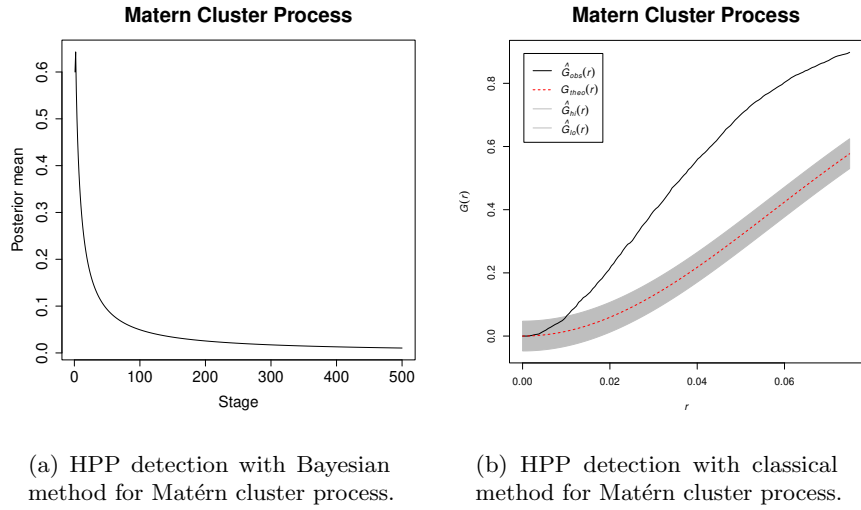 Matern Cluster Process
Posterior mean
0.0
0.1
0.2
0.3
0.4
0.5
0.6
0
100
200
300
400
500
Stage
(a) HPP detection with Bayesian
method for Matérn cluster process.
Matern Cluster Process
Ĝobs(r)
Gtheo(r)
Ĝhi(r)
Ĝlo(r)
G(r)
0.0
0.2
0.4
0.6
0.8
0.00
0.02
0.04
0.06
r
(b) HPP detection with classical
method for Matérn cluster process.